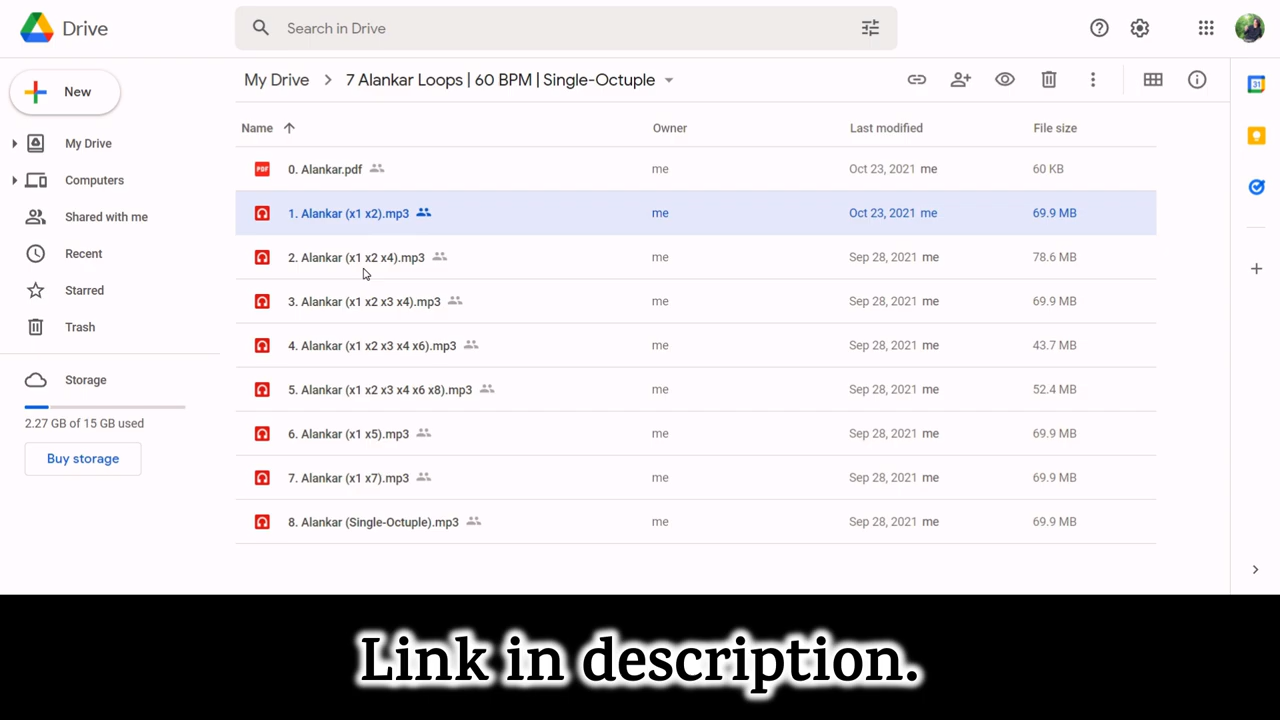 Drive
Search in Drive
New
My Drive
Computers
Shared with me
Recent
Starred
Trash
Storage
2.27 GB of 15 GB used
Buy storage
My Drive > 7 Alankar Loops | 60 BPM | Single-Octuple
Name Owner Last modified File size
PDF 0. Alankar.pdf me Oct 23, 2021 me 60 KB
1. Alankar (x1 x2).mp3 me Oct 23, 2021 me 69.9 MB
2. Alankar (x1 x2 x4).mp3 me Sep 28, 2021 me 78.6 MB
3. Alankar (x1 x2 x3 x4).mp3 me Sep 28, 2021 me 69.9 MB
4. Alankar (x1 x2 x3 x4 x6).mp3 me Sep 28, 2021 me 43.7 MB
5. Alankar (x1 x2 x3 x4 x6 x8).mp3 me Sep 28, 2021 me 52.4 MB
6. Alankar (x1 x5).mp3 me Sep 28, 2021 me 69.9 MB
7. Alankar (x1 x7).mp3 me Sep 28, 2021 me 69.9 MB
8. Alankar (Single-Octuple).mp3 me Sep 28, 2021 me 69.9 MB
31
Link in description.